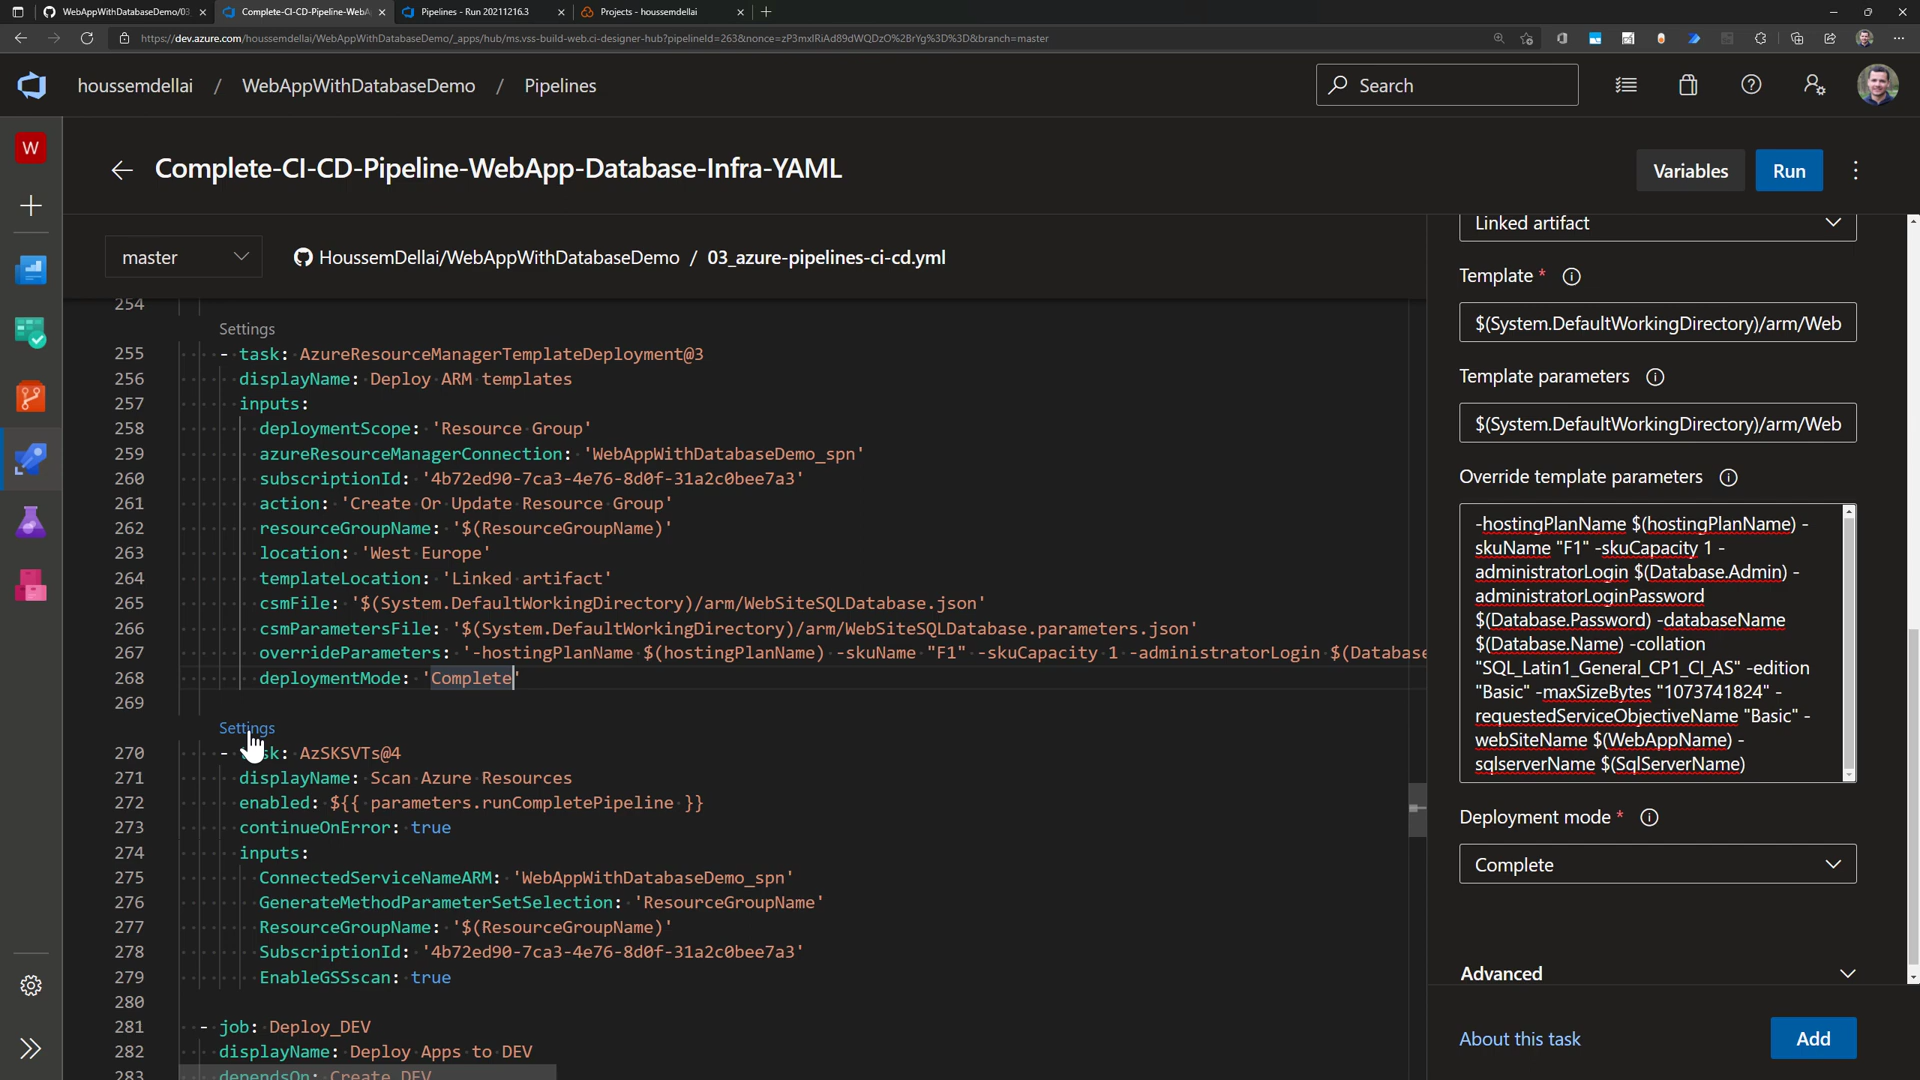 WebAppWithDatabaseDemo/03_
Complete-CI-CD-Pipeline-WebAp
Pipelines - Run 20211216.3
Projects - houssemdellai
https://dev.azure.com/houssemdellai/WebAppWithDatabaseDemo/_apps/hub/ms.vss-build-web.ci-designer-hub?pipelineId=263&nonce=zP3mxlRiAd89dWQDzO%2BrYg%3D%3D&branch=master
houssemdellai / WebAppWithDatabaseDemo / Pipelines
Search
W
Complete-CI-CD-Pipeline-WebApp-Database-Infra-YAML
Variables
Run
master
HoussemDellai/WebAppWithDatabaseDemo / 03_azure-pipelines-ci-cd.yml
254
Settings
255 - task: AzureResourceManagerTemplateDeployment@3
256 displayName: Deploy ARM templates
257 inputs:
258 deploymentScope: 'Resource Group'
259 azureResourceManagerConnection: 'WebAppWithDatabaseDemo_spn'
260 subscriptionId: '4b72ed90-7ca3-4e76-8d0f-31a2c0bee7a3'
261 action: 'Create Or Update Resource Group'
262 resourceGroupName: '$(ResourceGroupName)'
263 location: 'West Europe'
264 templateLocation: 'Linked artifact'
265 csmFile: '$(System.DefaultWorkingDirectory)/arm/WebSiteSQLDatabase.json'
266 csmParametersFile: '$(System.DefaultWorkingDirectory)/arm/WebSiteSQLDatabase.parameters.json'
267 overrideParameters: '-hostingPlanName $(hostingPlanName) -skuName "F1" -skuCapacity 1 -administratorLogin $(Database
268 deploymentMode: 'Complete'
269
Settings
270 - task: AzSKSVTs@4
271 displayName: Scan Azure Resources
272 enabled: ${{ parameters.runCompletePipeline }}
273 continueOnError: true
274 inputs:
275 ConnectedServiceNameARM: 'WebAppWithDatabaseDemo_spn'
276 GenerateMethodParameterSetSelection: 'ResourceGroupName'
277 ResourceGroupName: '$(ResourceGroupName)'
278 SubscriptionId: '4b72ed90-7ca3-4e76-8d0f-31a2c0bee7a3'
279 EnableGSSscan: true
280
281 - job: Deploy_DEV
282 displayName: Deploy Apps to DEV
283 dependsOn: Create_DEV
Linked artifact
Template *
$(System.DefaultWorkingDirectory)/arm/Web
Template parameters
$(System.DefaultWorkingDirectory)/arm/Web
Override template parameters
-hostingPlanName $(hostingPlanName) -
skuName "F1" -skuCapacity 1 -
administratorLogin $(Database.Admin) -
administratorLoginPassword
$(Database.Password) -databaseName
$(Database.Name) -collation
"SQL_Latin1_General_CP1_CI_AS" -edition
"Basic" -maxSizeBytes "1073741824" -
requestedServiceObjectiveName "Basic" -
webSiteName $(WebAppName) -
sqlserverName $(SqlServerName)
Deployment mode *
Complete
Advanced
About this task
Add